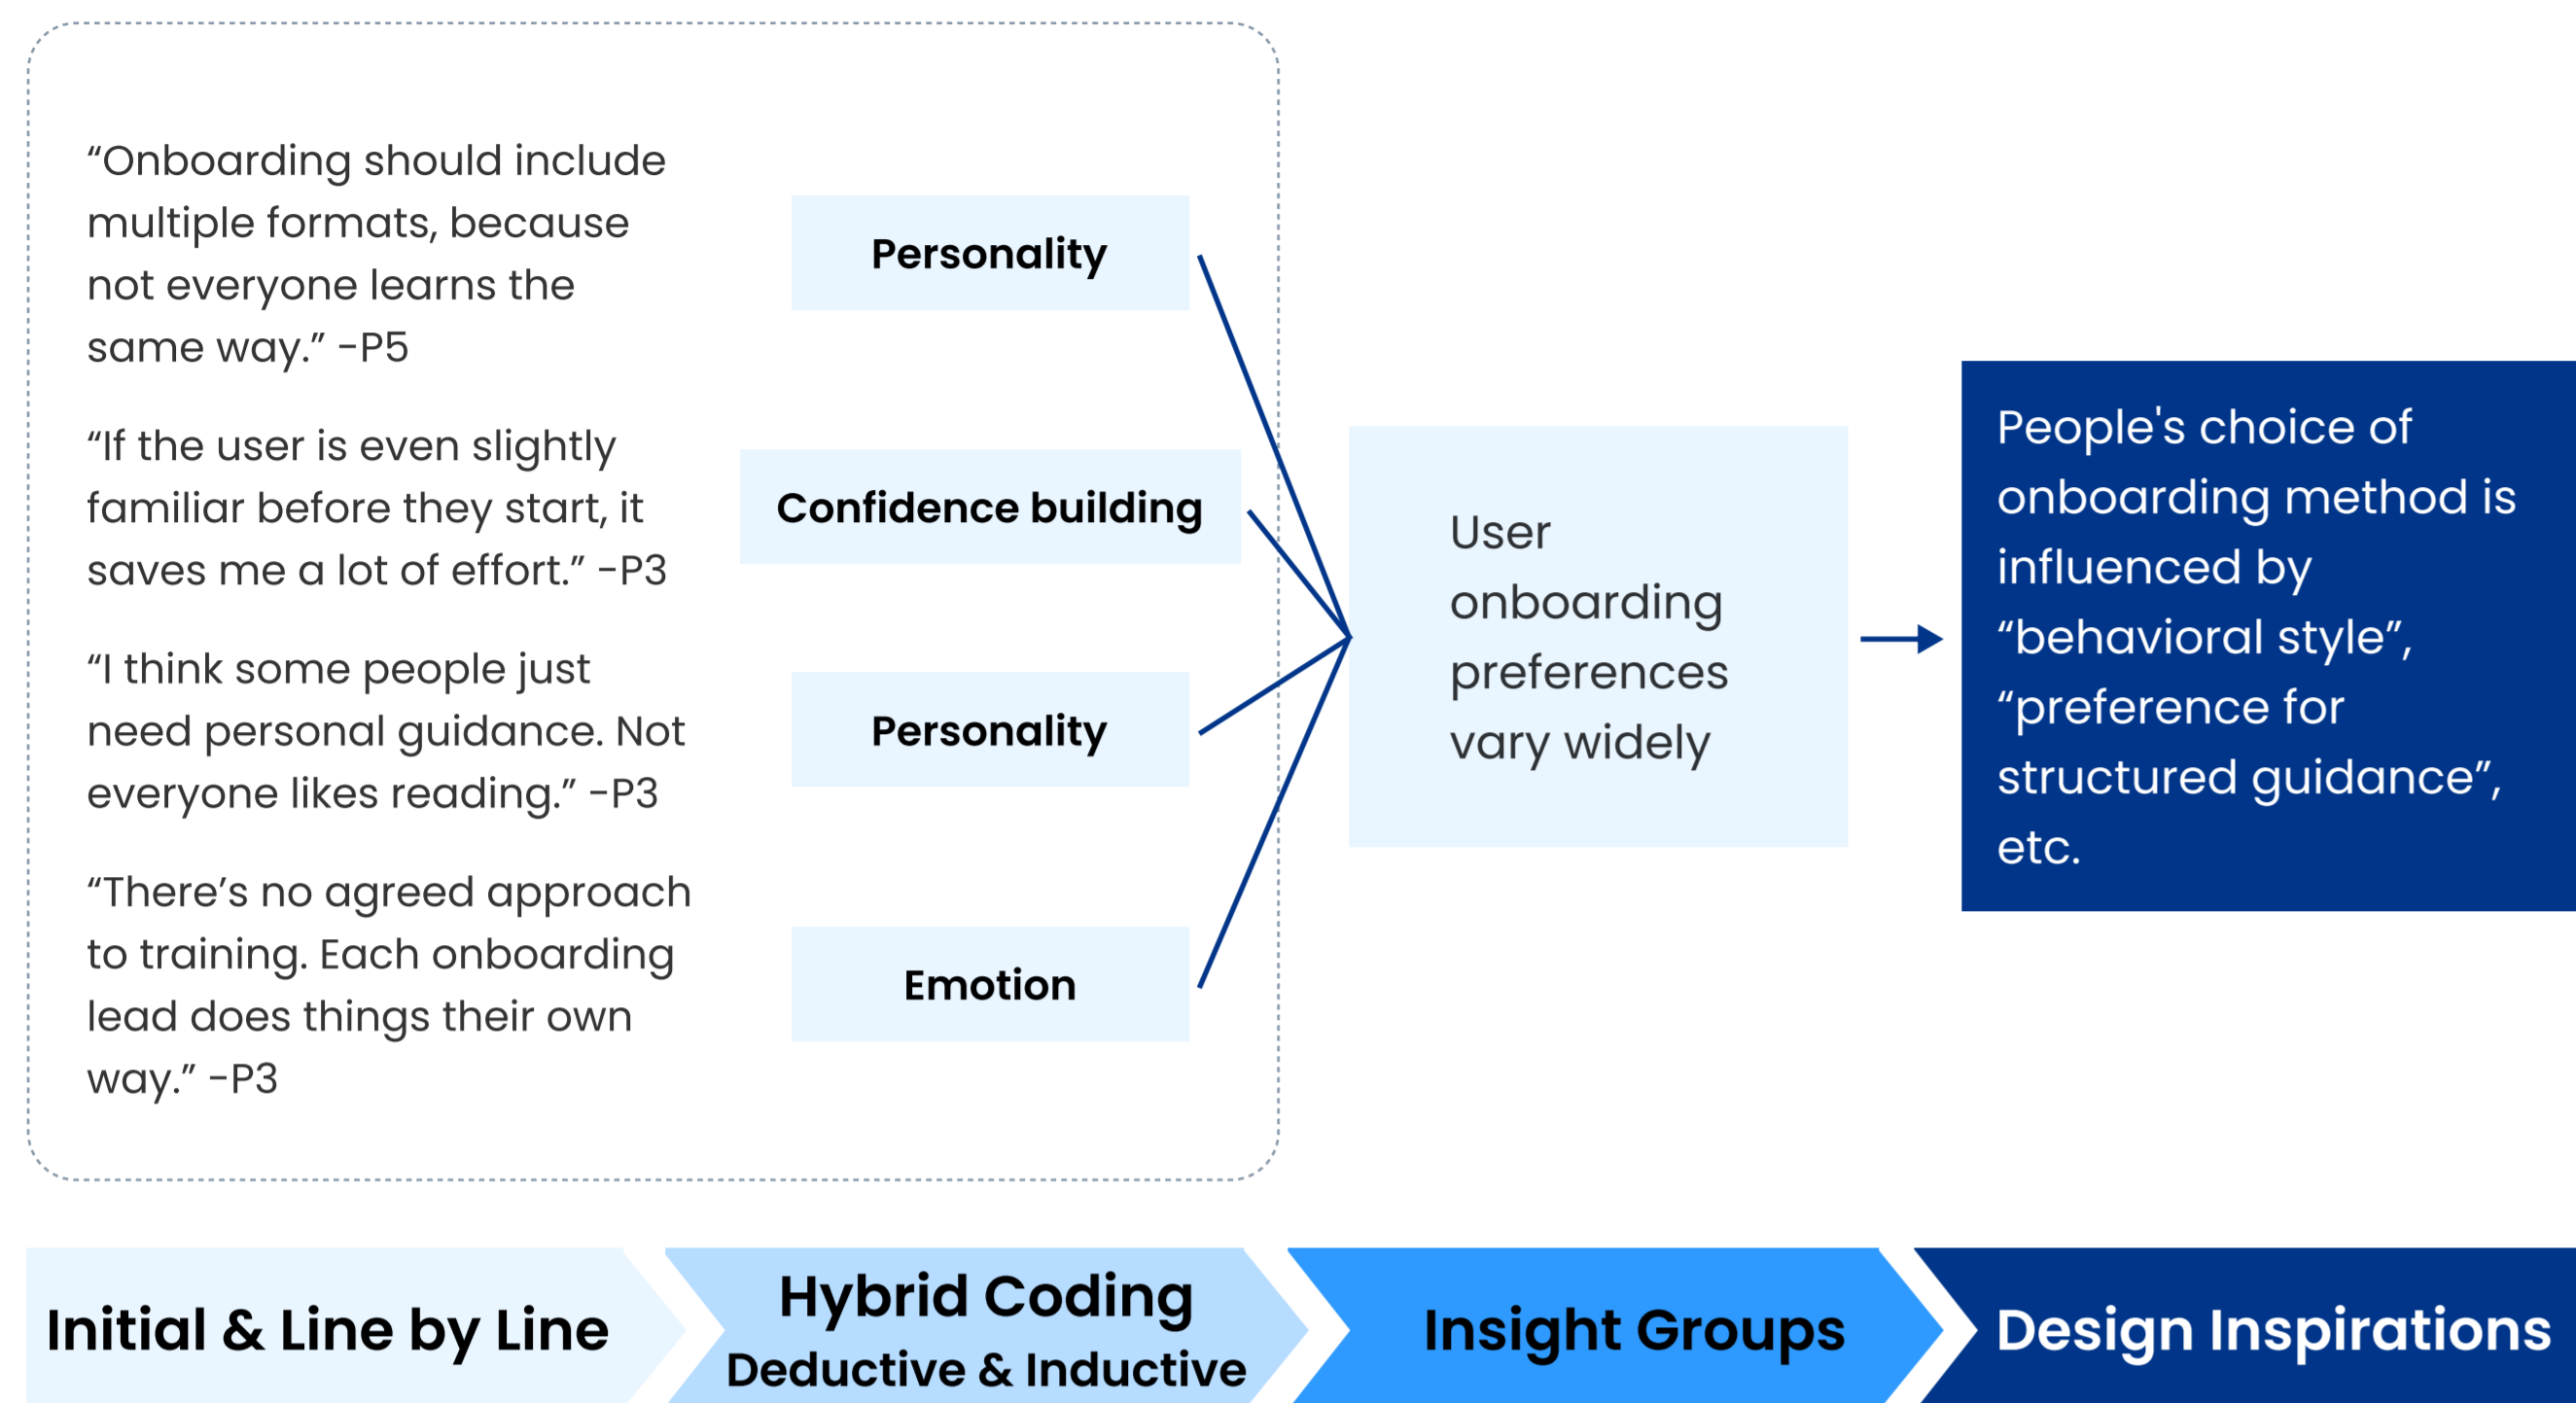 “Onboarding should include
multiple formats, because
not everyone learns the
same way.” -P5
“If the user is even slightly
familiar before they start, it
saves me a lot of effort.” -P3
“I think some people just
need personal guidance. Not
everyone likes reading.” -P3
“There’s no agreed approach
to training. Each onboarding
lead does things their own
way.” -P3
Personality
Confidence building
Personality
Emotion
User
onboarding
preferences
vary widely
People's choice of
onboarding method is
influenced by
“behavioral style”,
“preference for
structured guidance”,
etc.
Initial & Line by Line
Hybrid Coding
Deductive & Inductive
Insight Groups
Design Inspirations